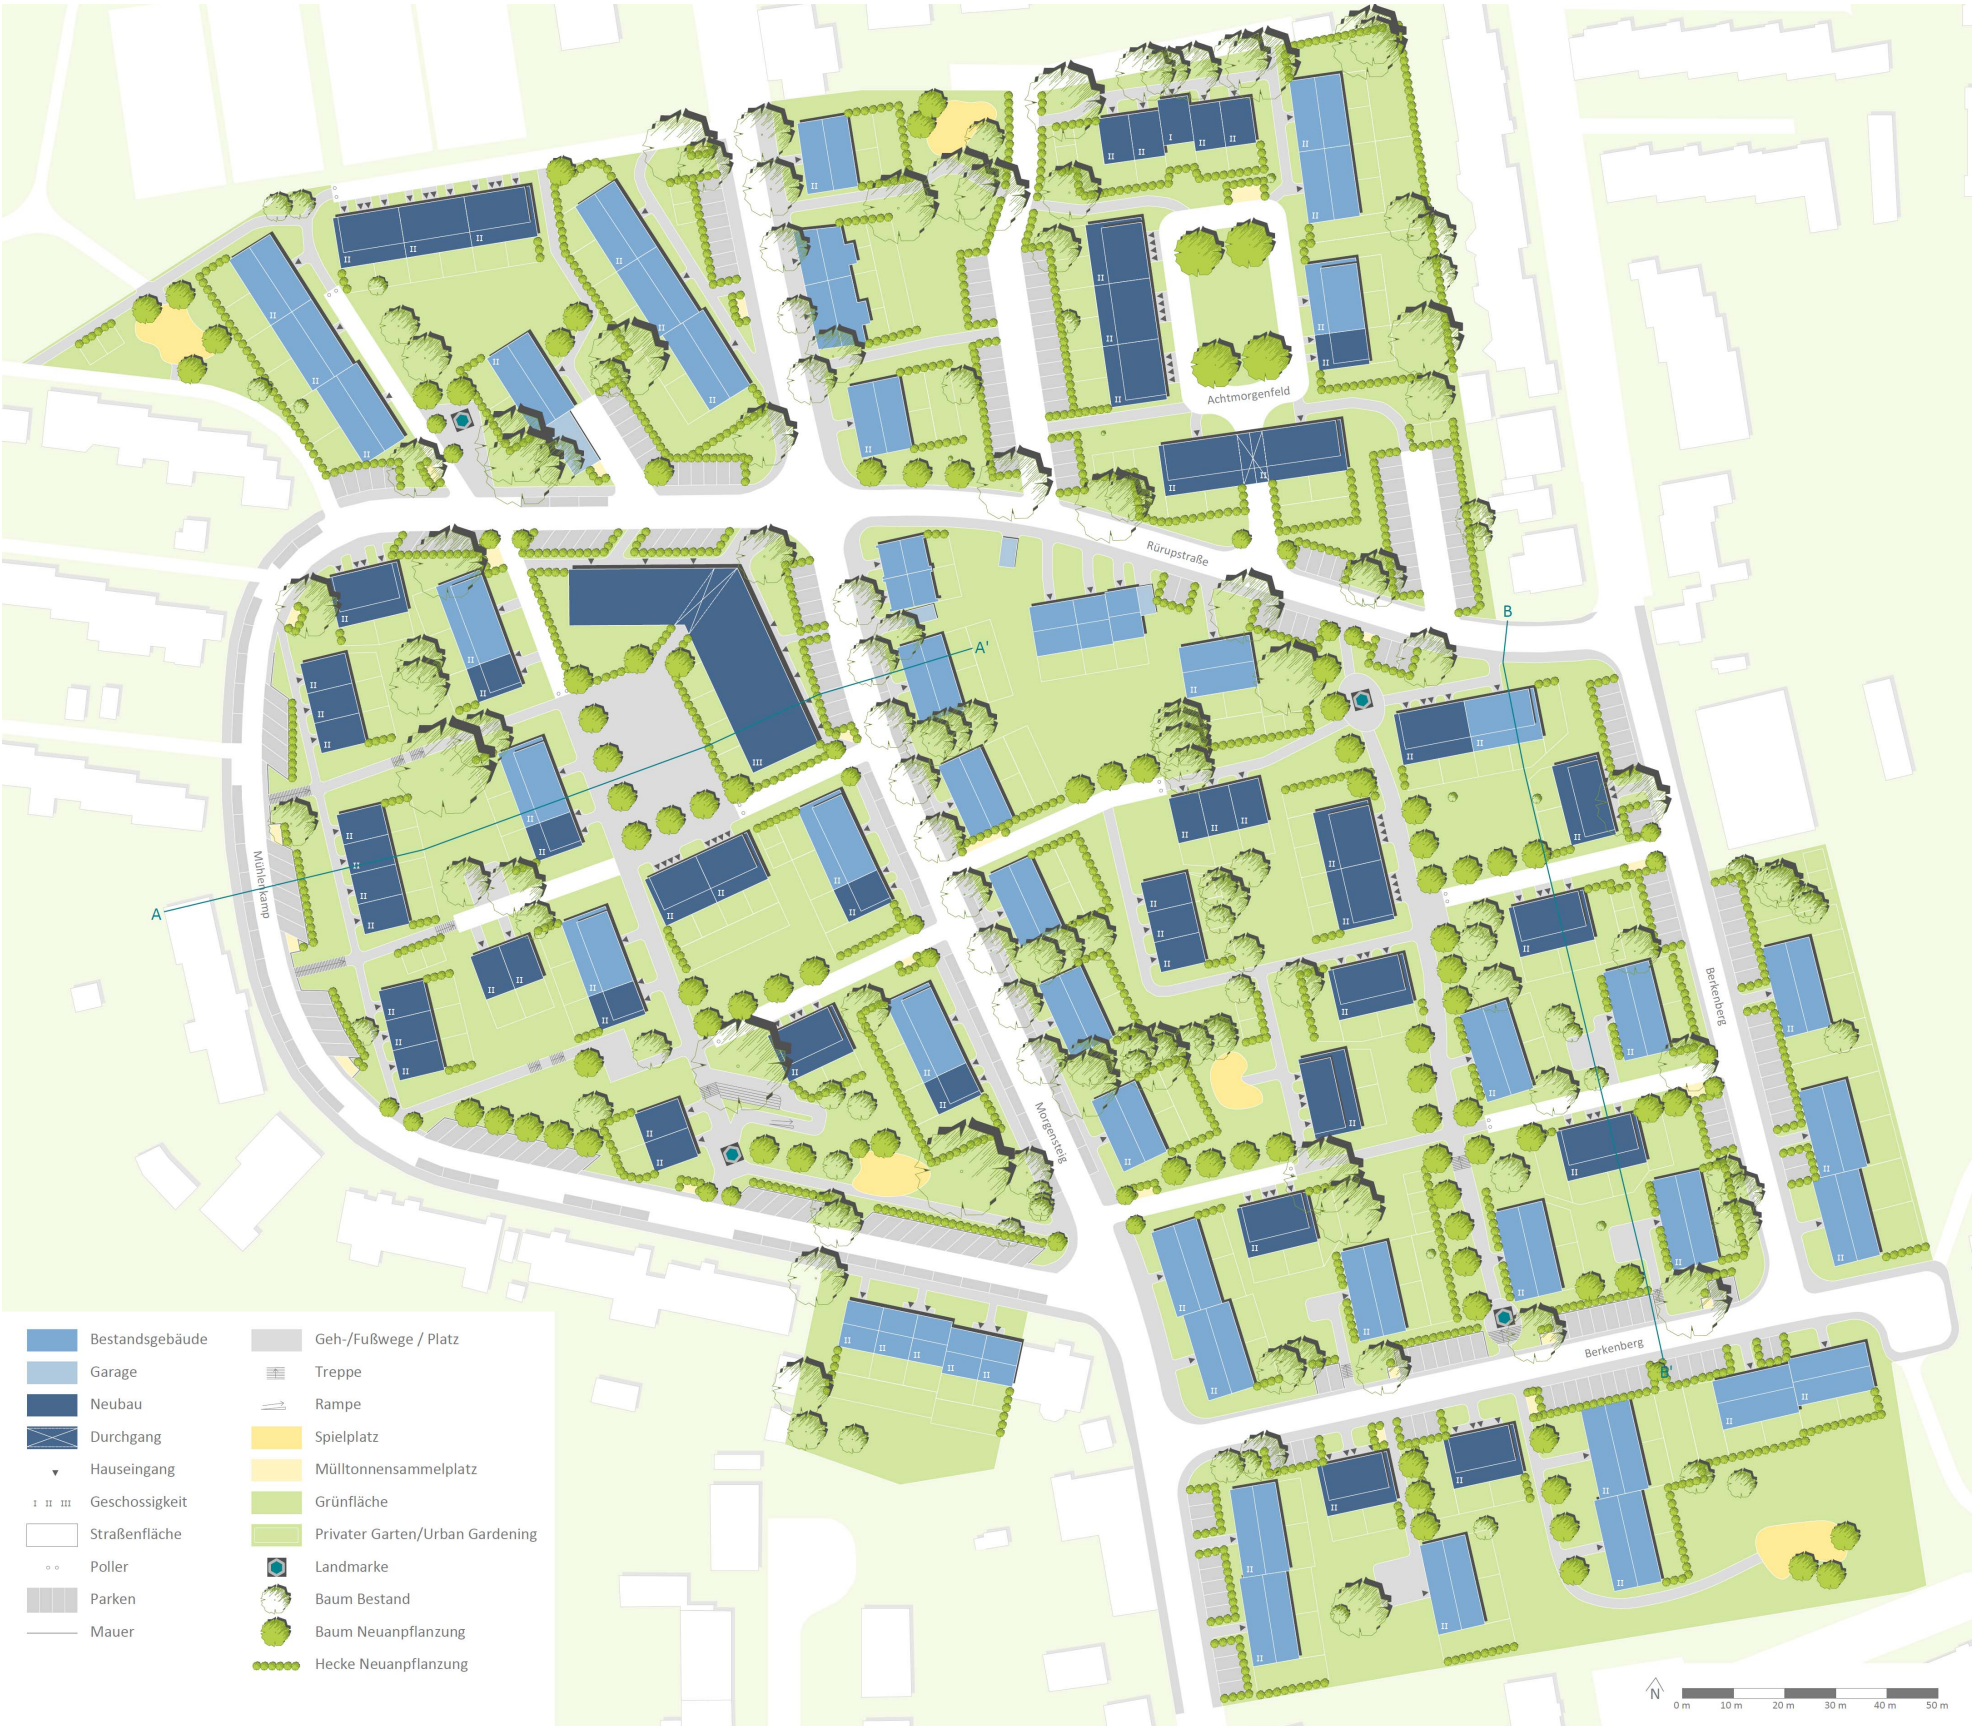 Achtmorgenfeld
Rürupstraße
B
A'
Mühlenkamp
A
Berkenberg
Morgensteig
Berkenberg
B'
Bestandsgebäude
Garage
Neubau
Durchgang
Hauseingang
I II III Geschossigkeit
Straßenfläche
Poller
Parken
Mauer
Geh-/Fußwege / Platz
Treppe
Rampe
Spielplatz
Mülltonnensammelplatz
Grünfläche
Privater Garten/Urban Gardening
Landmarke
Baum Bestand
Baum Neuanpflanzung
Hecke Neuanpflanzung
N
0 m 10 m 20 m 30 m 40 m 50 m